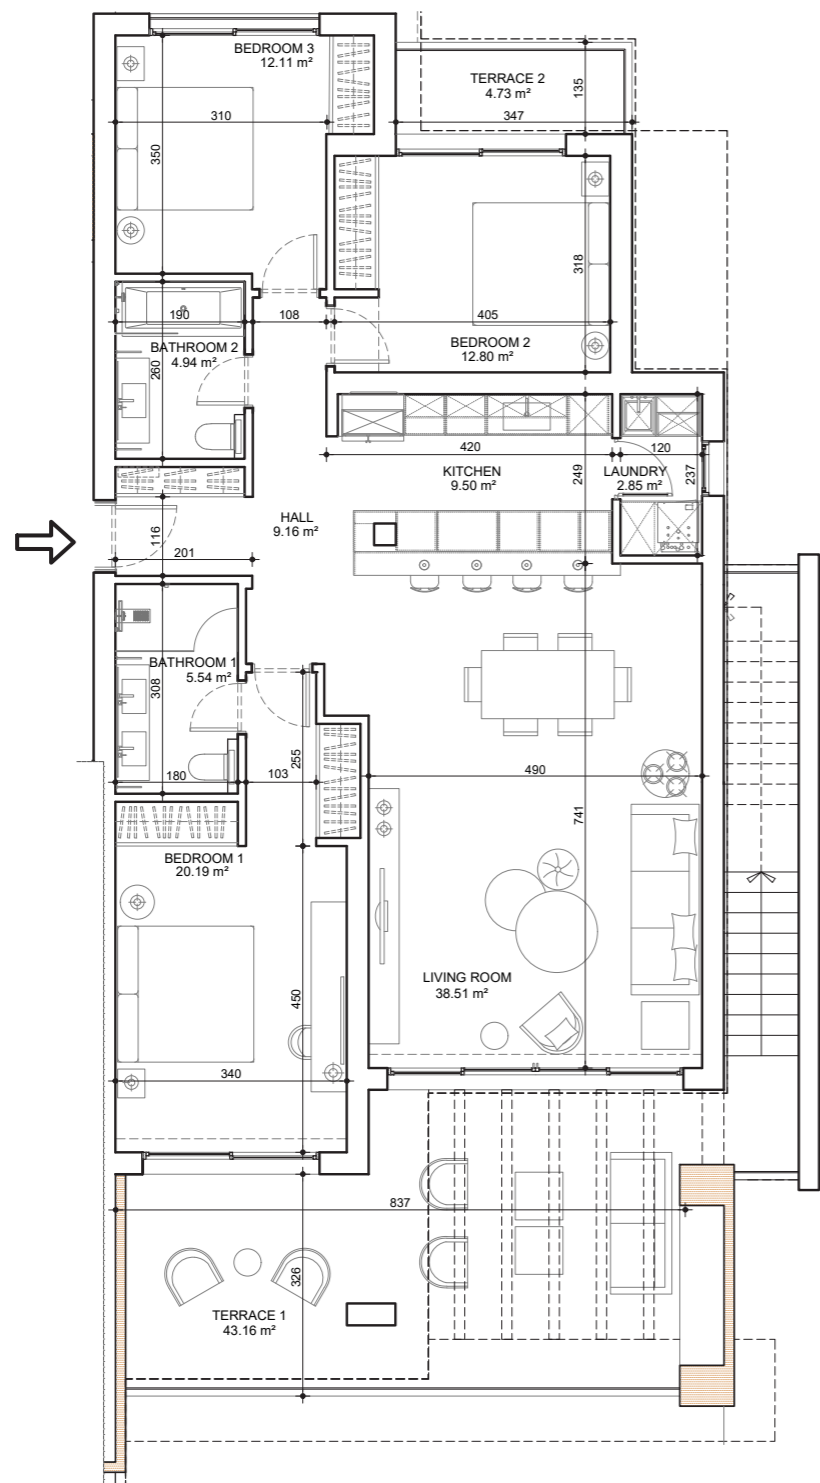 BEDROOM 3
12.11 m²
TERRACE 2
4.73 m²
135
310
347
350
318
190
108
405
BATHROOM 2
4.94 m²
BEDROOM 2
12.80 m²
260
420
120
KITCHEN
9.50 m²
249
LAUNDRY
2.85 m²
237
HALL
9.16 m²
116
201
BATHROOM 1
5.54 m²
308
255
180
103
490
741
BEDROOM 1
20.19 m²
LIVING ROOM
38.51 m²
450
340
837
326
TERRACE 1
43.16 m²